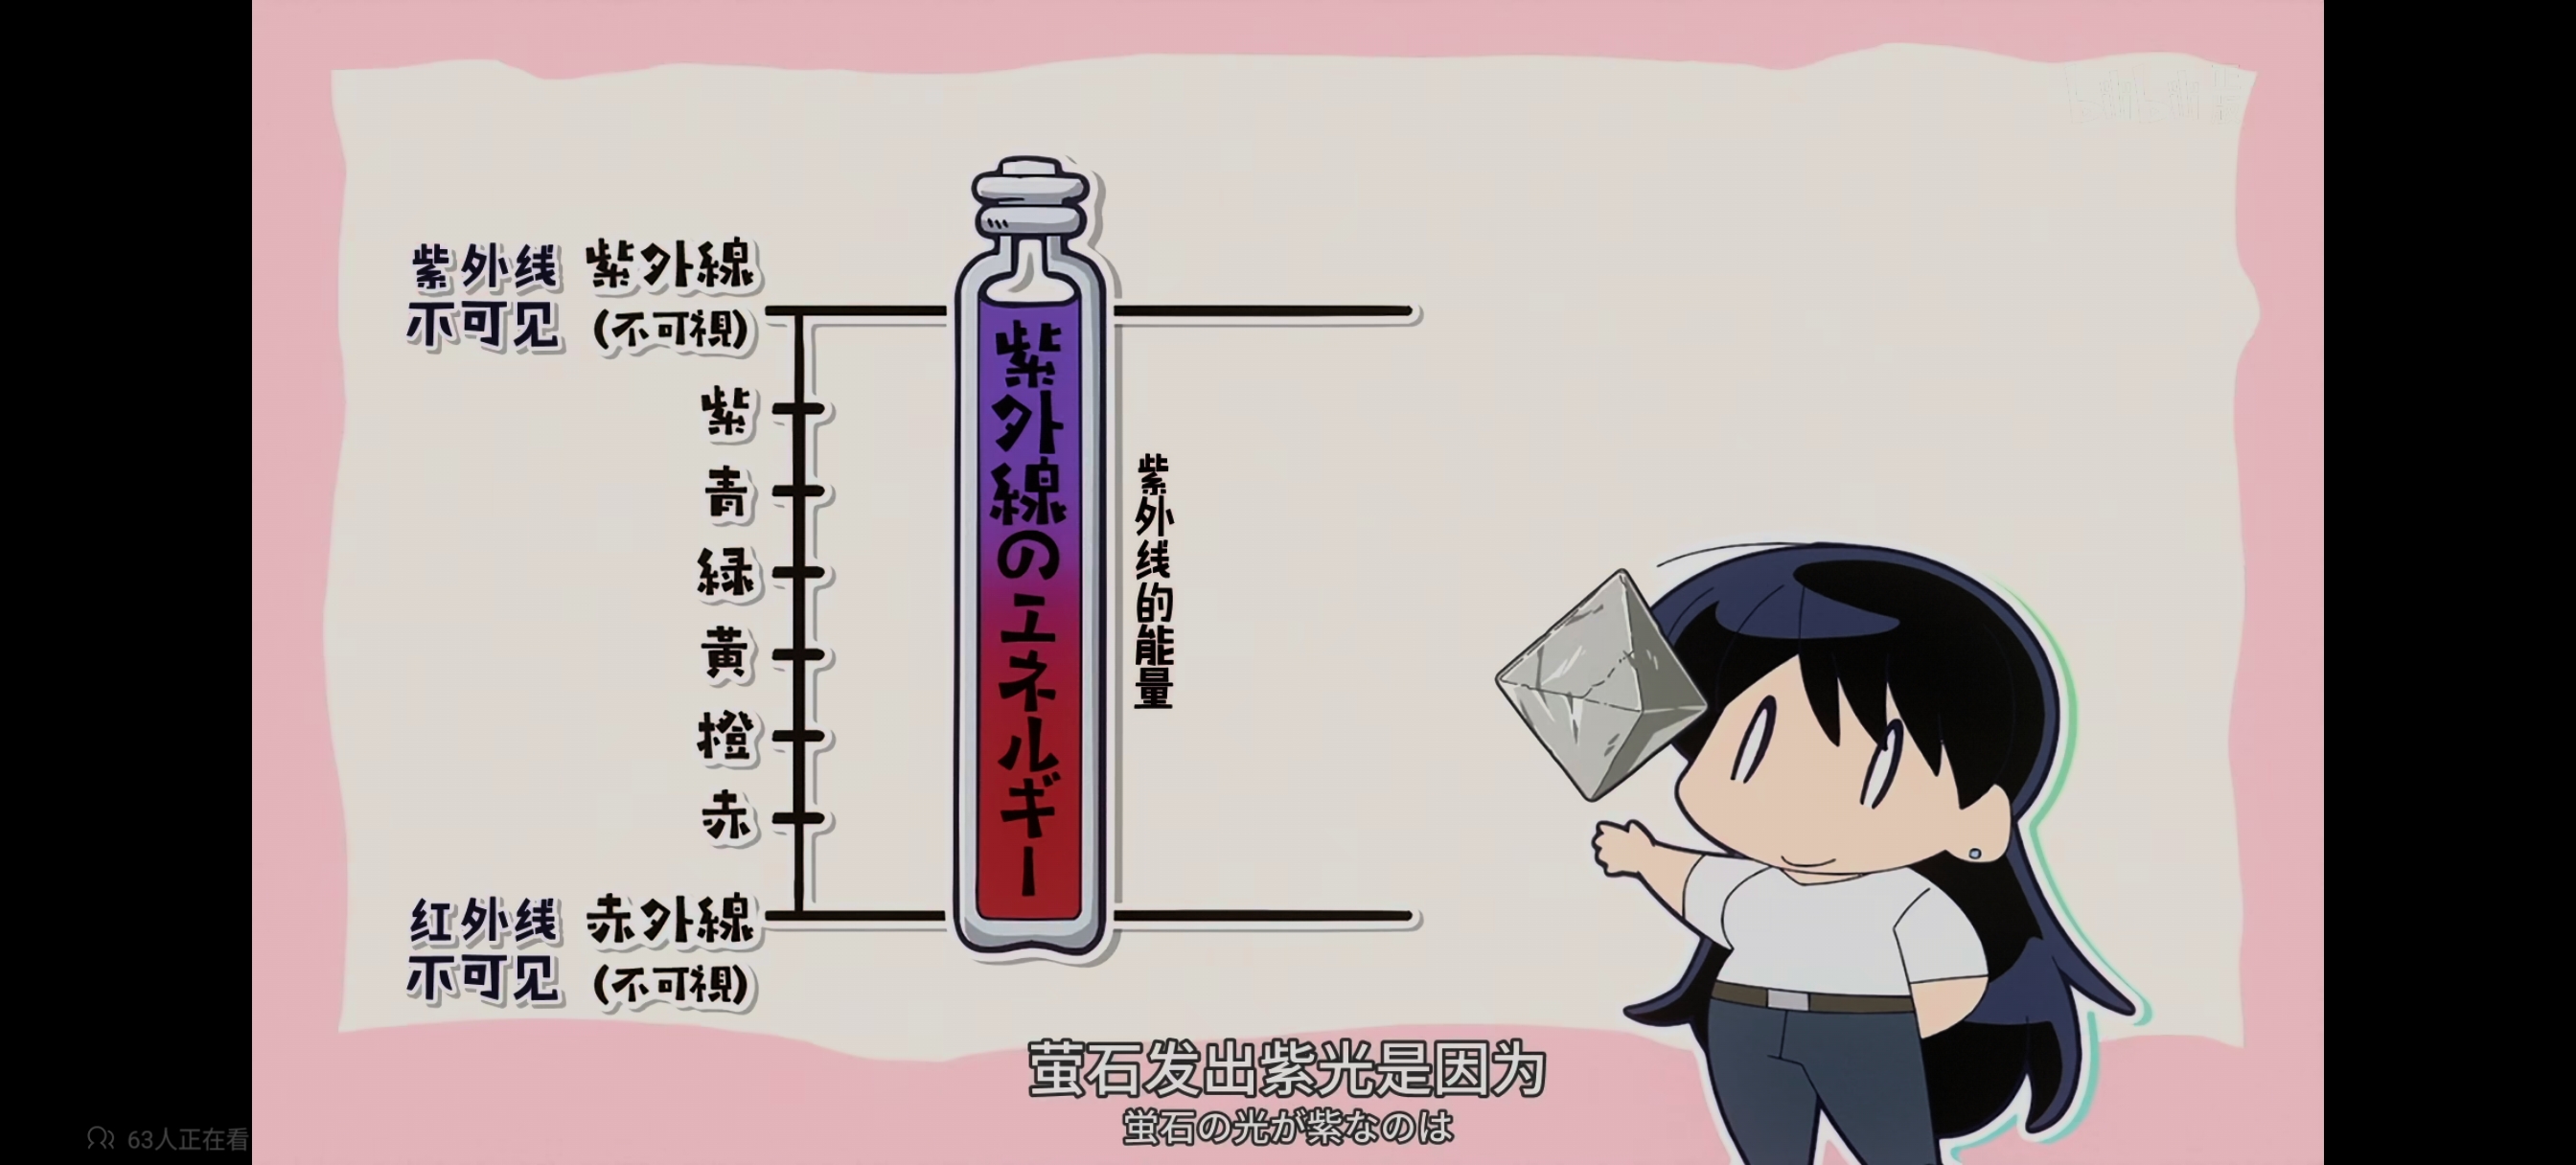 紫外线 紫外線
不可见 (不可視)
紫
青
緑
黄
橙
赤
红外线 赤外線
不可见 (不可視)
紫外線のエネルギー
紫外线的能量
萤石发出紫光是因为
蛍石の光が紫なのは
63人正在看